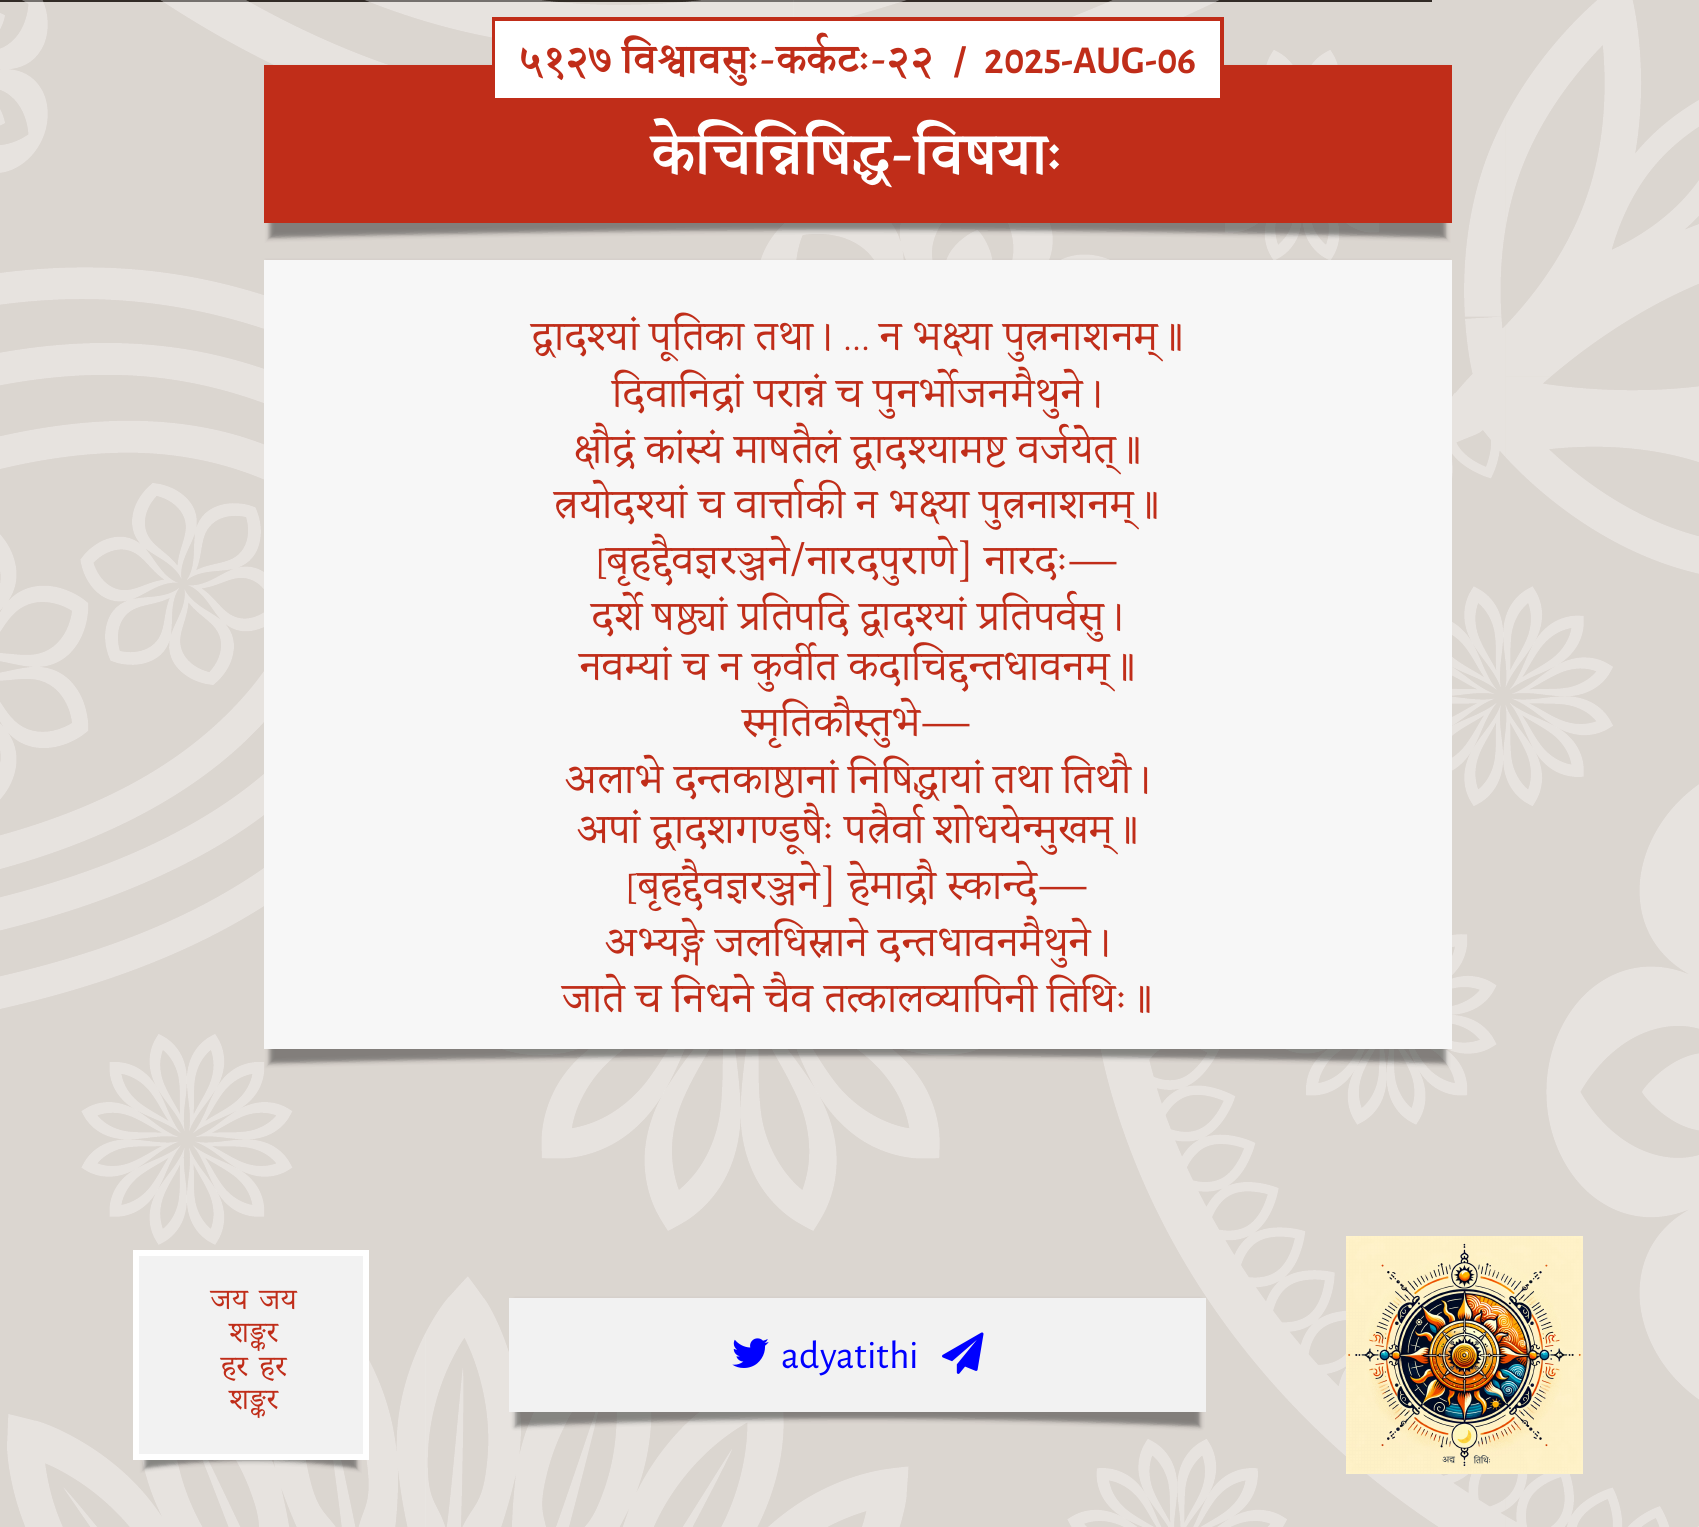 ५१२७ विश्वावसुः-कर्कटः-२२ / 2025-AUG-06
केचिन्निषिद्ध-विषयाः
द्वादश्यां पूतिका तथा। ... न भक्ष्या पुत्रनाशनम्॥
दिवानिद्रां परान्नं च पुनर्भोजनमैथुने।
क्षौद्रं कांस्यं माषतैलं द्वादश्यामष्ट वर्जयेत्॥
त्रयोदश्यां च वार्त्ताकी न भक्ष्या पुत्रनाशनम्॥
[बृहद्दैवज्ञरञ्जने/नारदपुराणे] नारदः—
दर्शे षष्ठ्यां प्रतिपदि द्वादश्यां प्रतिपर्वसु।
नवम्यां च न कुर्वीत कदाचिद्दन्तधावनम्॥
स्मृतिकौस्तुभे—
अलाभे दन्तकाष्ठानां निषिद्धायां तथा तिथौ।
अपां द्वादशगण्डूषैः पत्रैर्वा शोधयेन्मुखम्॥
[बृहद्दैवज्ञरञ्जने] हेमाद्रौ स्कान्दे—
अभ्यङ्गे जलधिस्नाने दन्तधावनमैथुने।
जाते च निधने चैव तत्कालव्यापिनी तिथिः॥
जय जय
शङ्कर
हर हर
शङ्कर
adyatithi
अद्य तिथिः